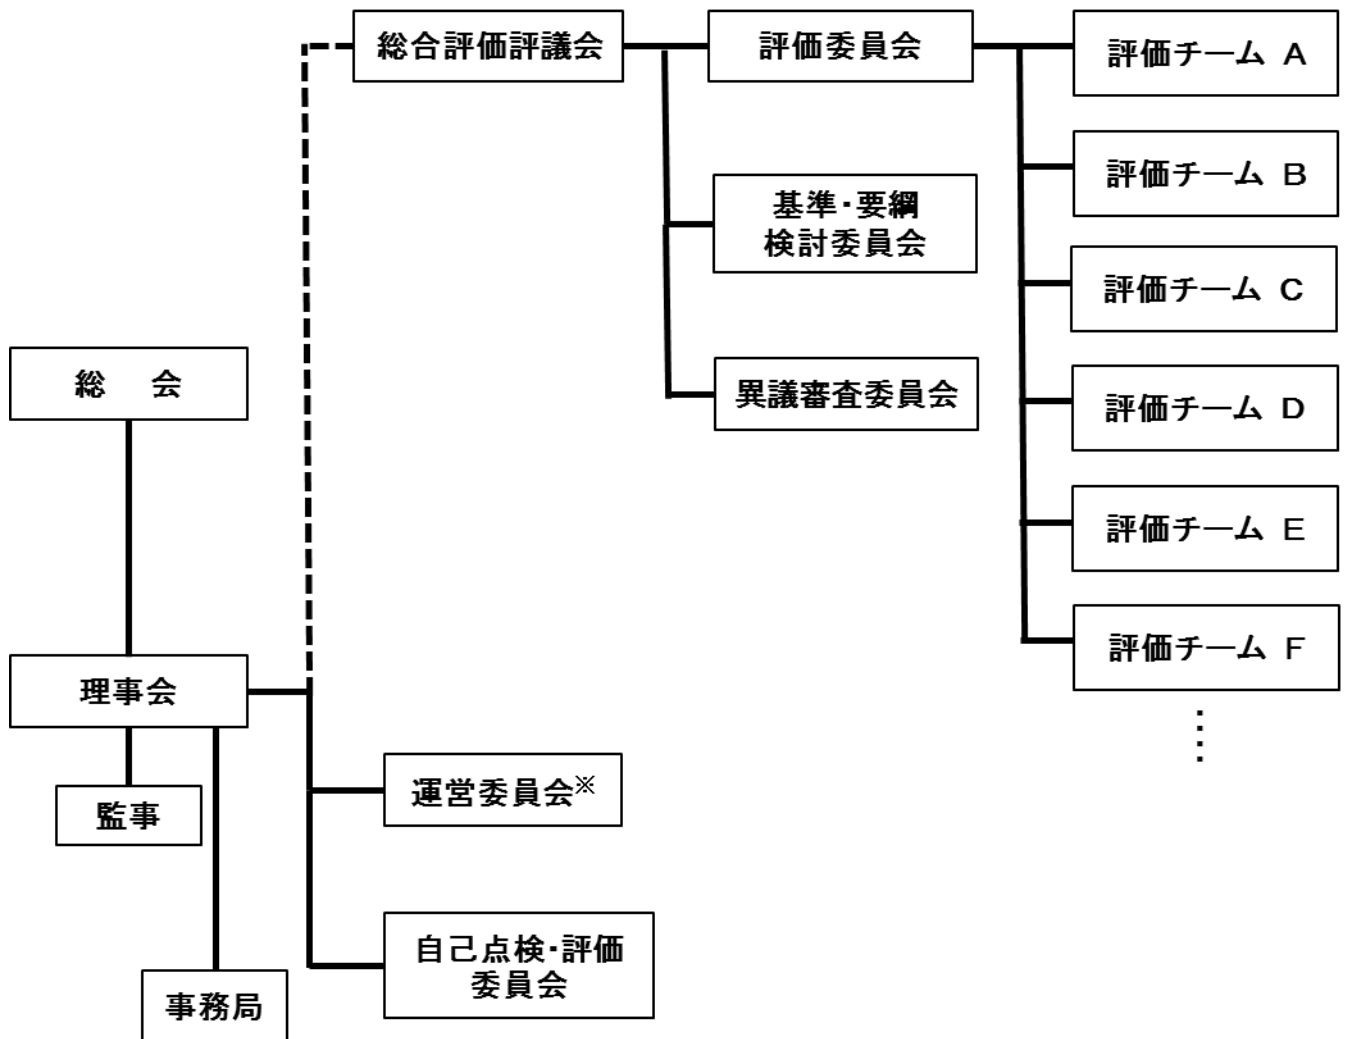 総合評価評議会
評価委員会
評価チーム A
評価チーム B
基準・要綱
検討委員会
評価チーム C
総　会
異議審査委員会
評価チーム D
評価チーム E
評価チーム F
理事会
運営委員会※
監事
自己点検・評価
委員会
事務局